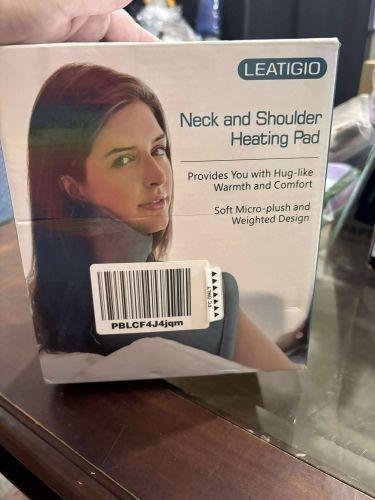 LEATIGIO
Neck and Shoulder
Heating Pad
Provides You with Hug-like
Warmth and Comfort
Soft Micro-plush and
Weighted Design
PBLCF4J4jqm